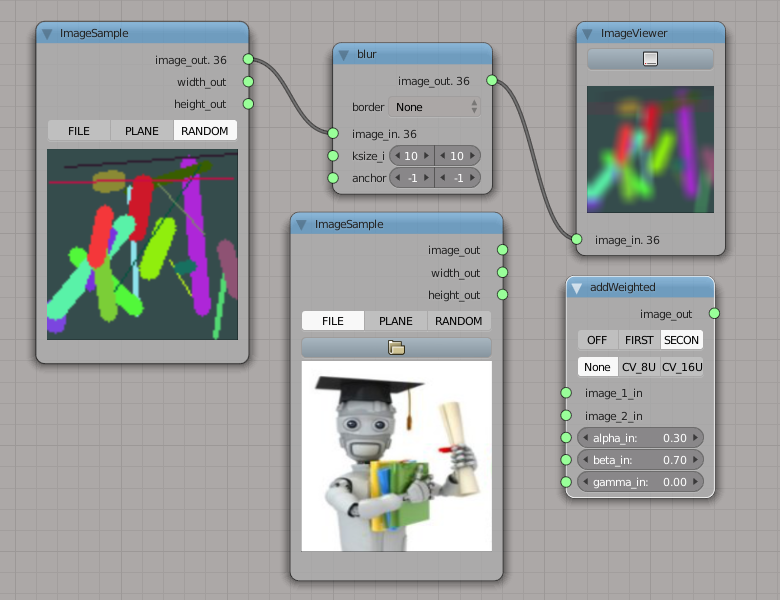 ImageSample
image_out. 36
width_out
height_out
FILE PLANE RANDOM
blur
image_out. 36
border None
image_in. 36
ksize_i 10 10
anchor -1 -1
ImageViewer
image_in. 36
ImageSample
image_out
width_out
height_out
FILE PLANE RANDOM
addWeighted
image_out
OFF FIRST SECON
None CV_8U CV_16U
image_1_in
image_2_in
alpha_in: 0.30
beta_in: 0.70
gamma_in: 0.00